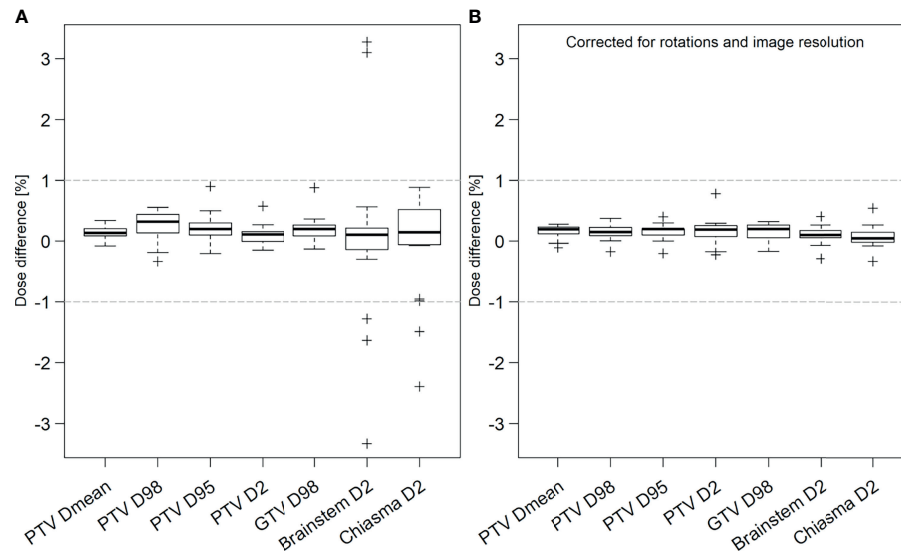 A
Dose difference [%]
3
2
1
0
-1
-2
-3
PTV Dmean
PTV D98
PTV D95
PTV D2
GTV D98
Brainstem D2
Chiasma D2
B
Corrected for rotations and image resolution
Dose difference [%]
3
2
1
0
-1
-2
-3
PTV Dmean
PTV D98
PTV D95
PTV D2
GTV D98
Brainstem D2
Chiasma D2